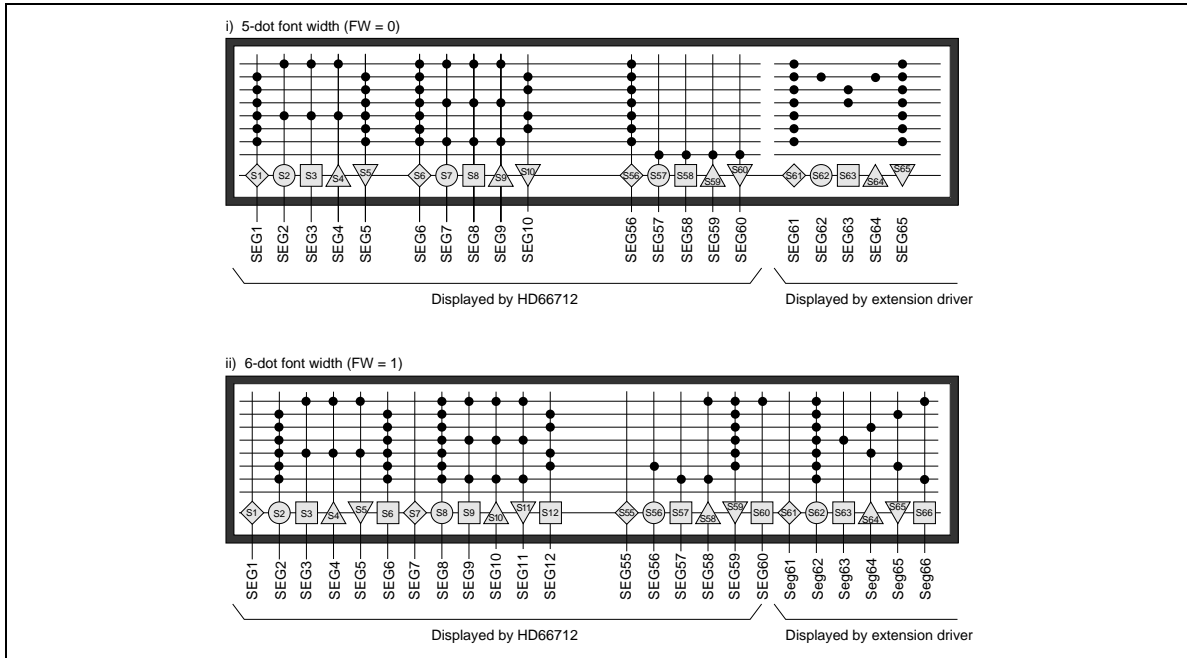 i) 5-dot font width (FW = 0)
S1 S2 S3 S4 S5 S6 S7 S8 S9 S10 S56 S57 S58 S59 S60 S61 S62 S63 S64 S65
SEG1 SEG2 SEG3 SEG4 SEG5 SEG6 SEG7 SEG8 SEG9 SEG10 SEG56 SEG57 SEG58 SEG59 SEG60 SEG61 SEG62 SEG63 SEG64 SEG65
Displayed by HD66712 Displayed by extension driver
ii) 6-dot font width (FW = 1)
S1 S2 S3 S4 S5 S6 S7 S8 S9 S10 S11 S12 S55 S56 S57 S58 S59 S60 S61 S62 S63 S64 S65 S66
SEG1 SEG2 SEG3 SEG4 SEG5 SEG6 SEG7 SEG8 SEG9 SEG10 SEG11 SEG12 SEG55 SEG56 SEG57 SEG58 SEG59 SEG60 Seg61 Seg62 Seg63 Seg64 Seg65 Seg66
Displayed by HD66712 Displayed by extension driver